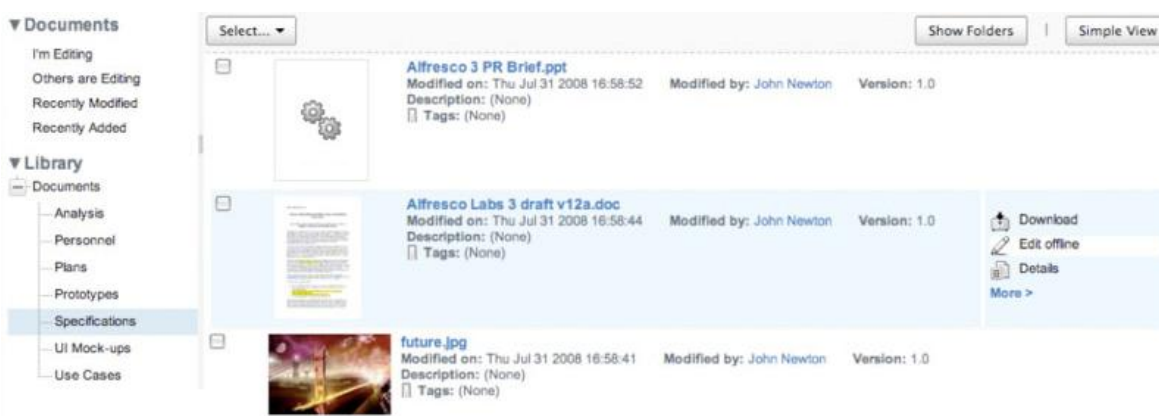 Documents
I'm Editing
Others are Editing
Recently Modified
Recently Added
Library
Documents
Analysis
Personnel
Plans
Prototypes
Specifications
UI Mock-ups
Use Cases
Select...
Show Folders
Simple View
Alfresco 3 PR Brief.ppt
Modified on: Thu Jul 31 2008 16:58:52 Modified by: John Newton Version: 1.0
Description: (None)
Tags: (None)
Alfresco Labs 3 draft v12a.doc
Modified on: Thu Jul 31 2008 16:58:44 Modified by: John Newton Version: 1.0
Description: (None)
Tags: (None)
Download
Edit offline
Details
More >
future.jpg
Modified on: Thu Jul 31 2008 16:58:41 Modified by: John Newton Version: 1.0
Description: (None)
Tags: (None)